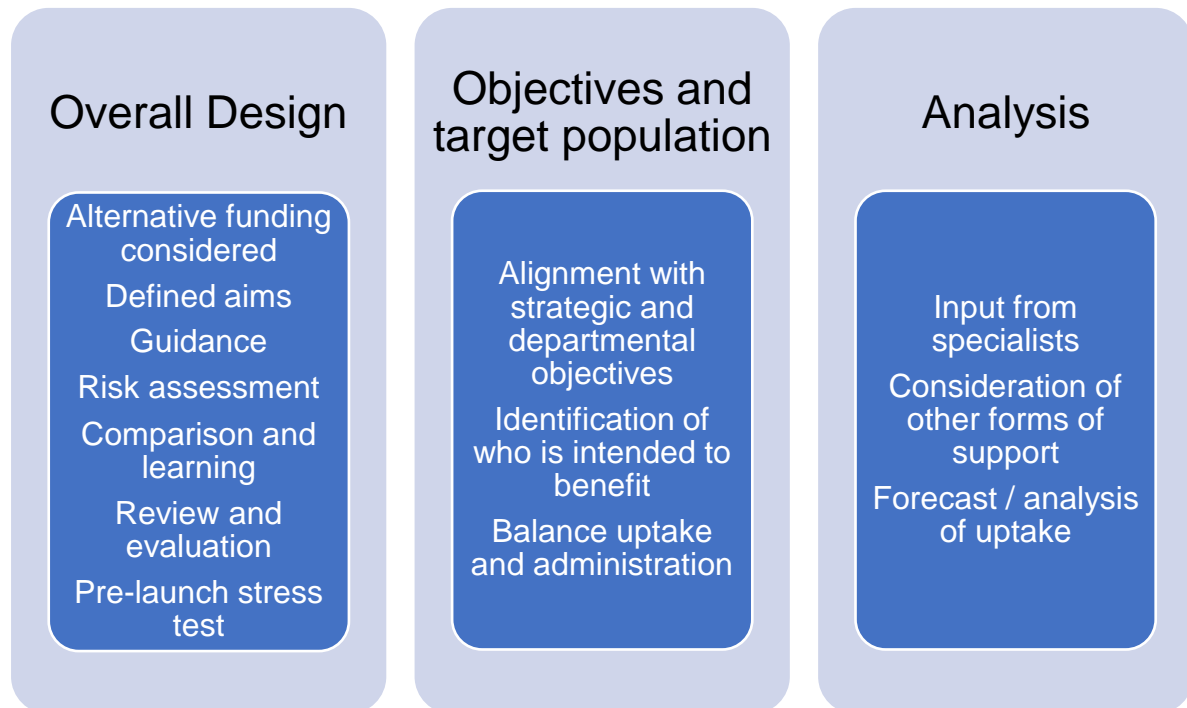 Overall Design
Alternative funding
considered
Defined aims
Guidance
Risk assessment
Comparison and
learning
Review and
evaluation
Pre-launch stress
test
Objectives and
target population
Alignment with
strategic and
departmental
objectives
Identification of
who is intended to
benefit
Balance uptake
and administration
Analysis
Input from
specialists
Consideration of
other forms of
support
Forecast / analysis
of uptake